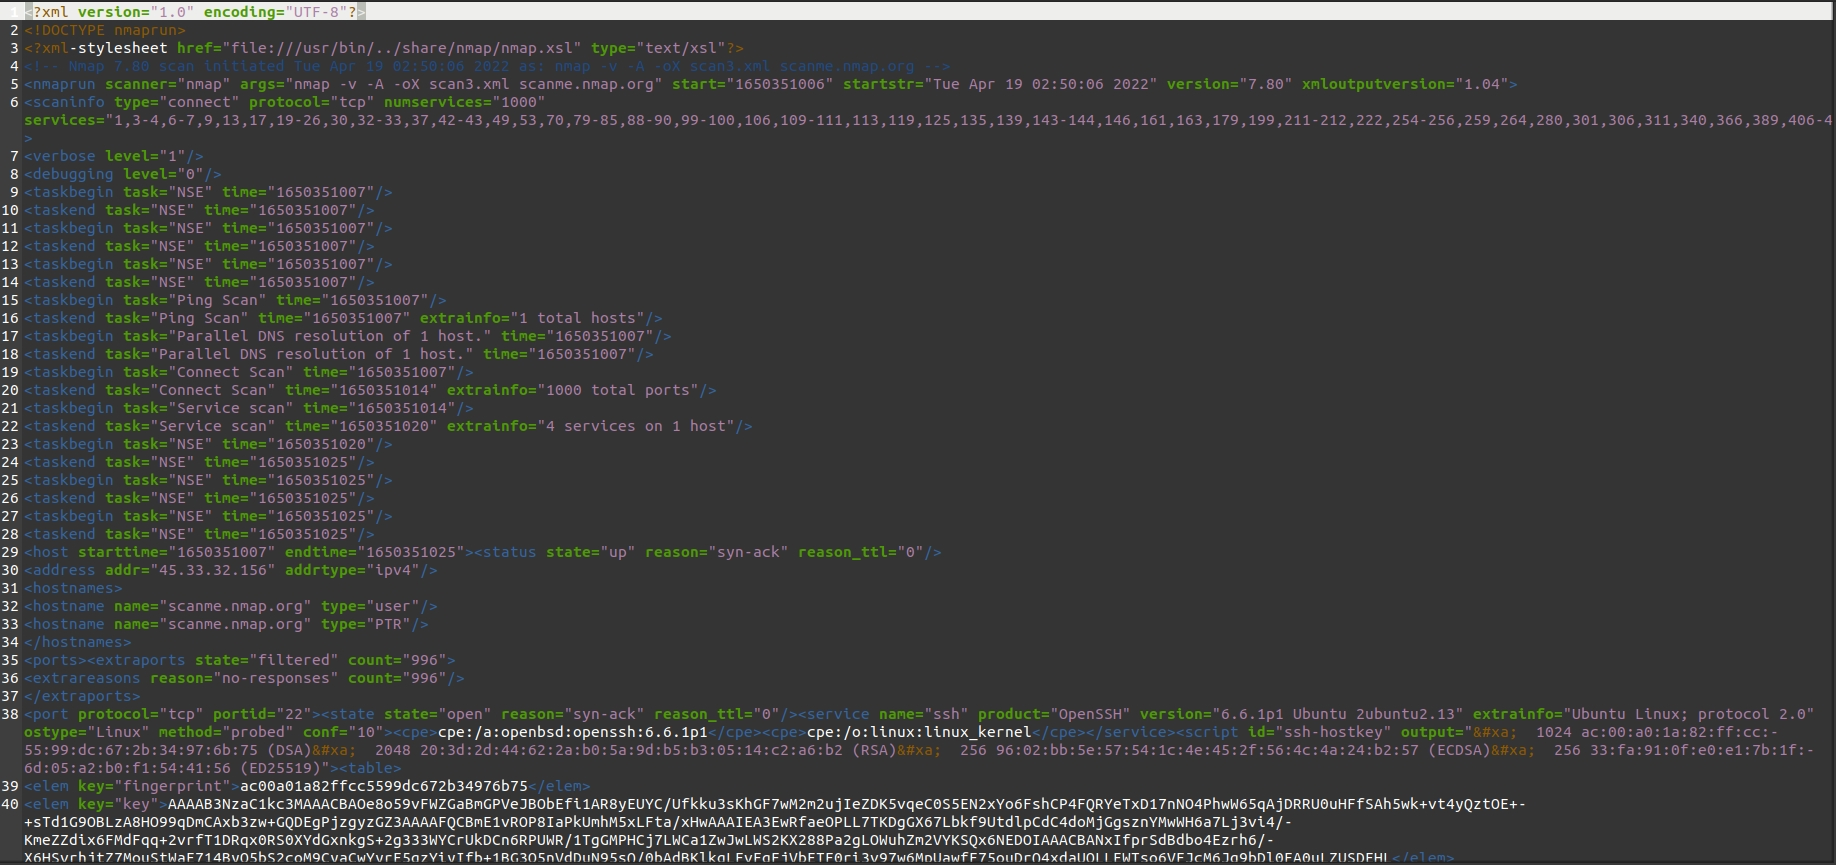 1 <?xml version="1.0" encoding="UTF-8"?>
2 <!DOCTYPE nmaprun>
3 <?xml-stylesheet href="file:///usr/bin/../share/nmap/nmap.xsl" type="text/xsl"?>
4 <!-- Nmap 7.80 scan initiated Tue Apr 19 02:50:06 2022 as: nmap -v -A -oX scan3.xml scanme.nmap.org -->
5 <nmaprun scanner="nmap" args="nmap -v -A -oX scan3.xml scanme.nmap.org" start="1650351006" startstr="Tue Apr 19 02:50:06 2022" version="7.80" xmloutputversion="1.04">
6 <scaninfo type="connect" protocol="tcp" numservices="1000"
services="1,3-4,6-7,9,13,17,19-26,30,32-33,37,42-43,49,53,70,79-85,88-90,99-100,106,109-111,113,119,125,135,139,143-144,146,161,163,179,199,211-212,222,254-256,259,264,280,301,306,311,340,366,389,406-4
>
7 <verbose level="1"/>
8 <debugging level="0"/>
9 <taskbegin task="NSE" time="1650351007"/>
10 <taskend task="NSE" time="1650351007"/>
11 <taskbegin task="NSE" time="1650351007"/>
12 <taskend task="NSE" time="1650351007"/>
13 <taskbegin task="NSE" time="1650351007"/>
14 <taskend task="NSE" time="1650351007"/>
15 <taskbegin task="Ping Scan" time="1650351007"/>
16 <taskend task="Ping Scan" time="1650351007" extrainfo="1 total hosts"/>
17 <taskbegin task="Parallel DNS resolution of 1 host." time="1650351007"/>
18 <taskend task="Parallel DNS resolution of 1 host." time="1650351007"/>
19 <taskbegin task="Connect Scan" time="1650351007"/>
20 <taskend task="Connect Scan" time="1650351014" extrainfo="1000 total ports"/>
21 <taskbegin task="Service scan" time="1650351014"/>
22 <taskend task="Service scan" time="1650351020" extrainfo="4 services on 1 host"/>
23 <taskbegin task="NSE" time="1650351020"/>
24 <taskend task="NSE" time="1650351025"/>
25 <taskbegin task="NSE" time="1650351025"/>
26 <taskend task="NSE" time="1650351025"/>
27 <taskbegin task="NSE" time="1650351025"/>
28 <taskend task="NSE" time="1650351025"/>
29 <host starttime="1650351007" endtime="1650351025"><status state="up" reason="syn-ack" reason_ttl="0"/>
30 <address addr="45.33.32.156" addrtype="ipv4"/>
31 <hostnames>
32 <hostname name="scanme.nmap.org" type="user"/>
33 <hostname name="scanme.nmap.org" type="PTR"/>
34 </hostnames>
35 <ports><extraports state="filtered" count="996">
36 <extrareasons reason="no-responses" count="996"/>
37 </extraports>
38 <port protocol="tcp" portid="22"><state state="open" reason="syn-ack" reason_ttl="0"/><service name="ssh" product="OpenSSH" version="6.6.1p1 Ubuntu 2ubuntu2.13" extrainfo="Ubuntu Linux; protocol 2.0"
ostype="Linux" method="probed" conf="10"><cpe>cpe:/a:openbsd:openssh:6.6.1p1</cpe><cpe>cpe:/o:linux:linux_kernel</cpe></service><script id="ssh-hostkey" output="&#xa;  1024 ac:00:a0:1a:82:ff:cc:-
55:99:dc:67:2b:34:97:6b:75 (DSA)&#xa;  2048 20:3d:2d:44:62:2a:b0:5a:9d:b5:b3:05:14:c2:a6:b2 (RSA)&#xa;  256 96:02:bb:5e:57:54:1c:4e:45:2f:56:4c:4a:24:b2:57 (ECDSA)&#xa;  256 33:fa:91:0f:e0:e1:7b:1f:-
6d:05:a2:b0:f1:54:41:56 (ED25519)"><table>
39 <elem key="fingerprint">ac00a01a82ffcc5599dc672b34976b75</elem>
40 <elem key="key">AAAAB3NzaC1kc3MAAACBAOe8o59vFWZGaBmGPVeJBObEfi1AR8yEUYC/Ufkku3sKhGF7wM2m2ujIeZDK5vqeC0S5EN2xYo6FshCP4FQRYeTxD17nNO4PhwW65qAjDRRU0uHFfSAh5wk+vt4yQztOE+-
+sTd1G9OBLzA8HO99qDmCAxb3zw+GQDEgPjzgyzGZ3AAAAFQCBmE1vROP8IaPkUmhM5xLFta/xHwAAAIEA3EwRfaeOPLL7TKDgGX67Lbkf9UtdlpCdC4doMjGgsznYMwWH6a7Lj3vi4/-
KmeZZdix6FMdFqq+2vrfT1DRqx0RS0XYdGxnkgS+2g333WYCrUkDCn6RPUWR/1TgGMPHCj7LWCa1ZwJwLWS2KX288Pa2gLOWuhZm2VYKSQx6NEDOIAAACBANxIfprSdBdbo4Ezrh6/-